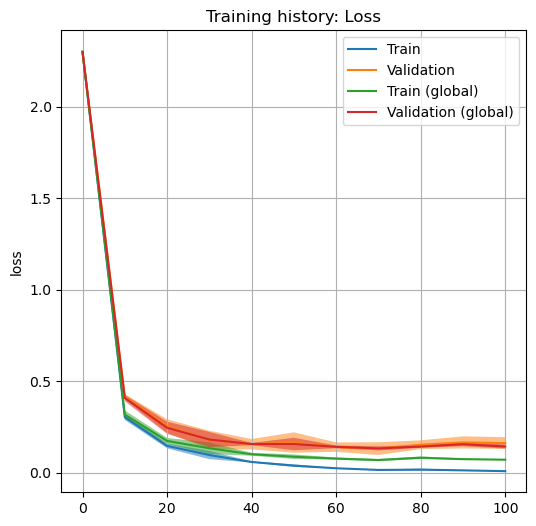 Training history: Loss
Train
Validation
Train (global)
Validation (global)
loss
2.0
1.5
1.0
0.5
0.0
0 20 40 60 80 100